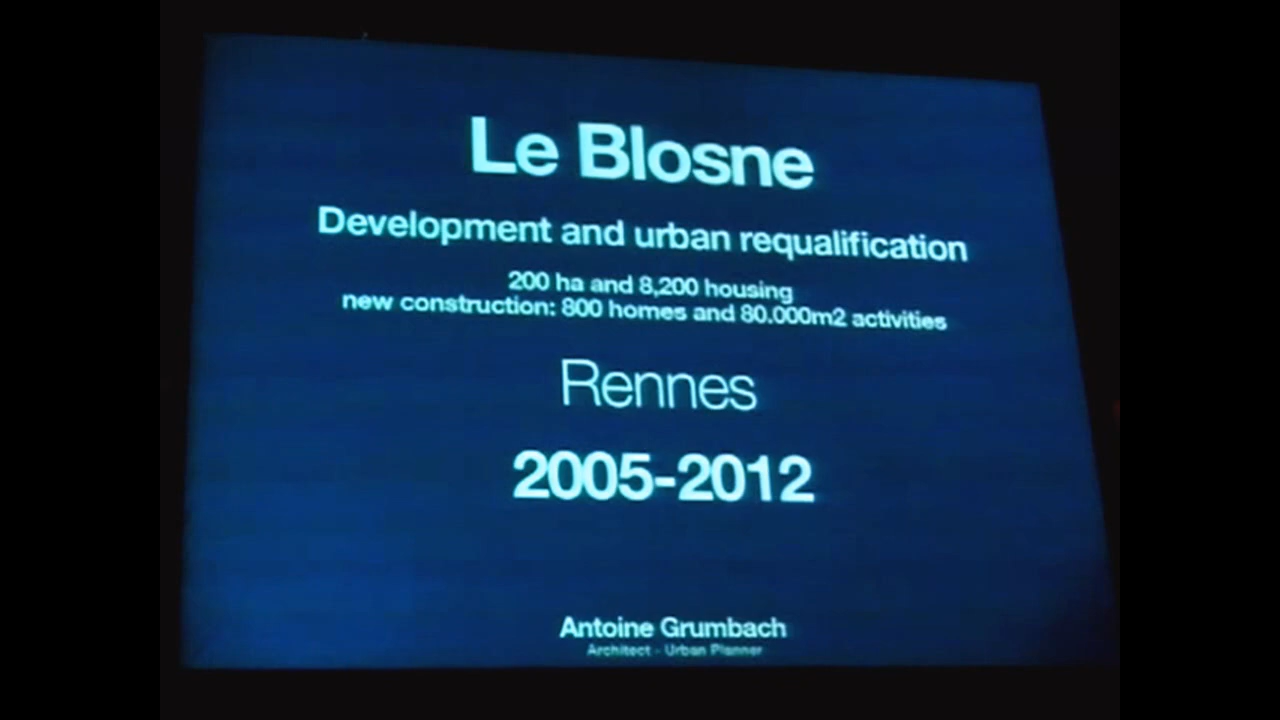 Le Blosne
Development and urban requalification
200 ha and 8,200 housing
new construction: 800 homes and 80.000m2 activities
Rennes
2005-2012
Antoine Grumbach
Architect - Urban Planner